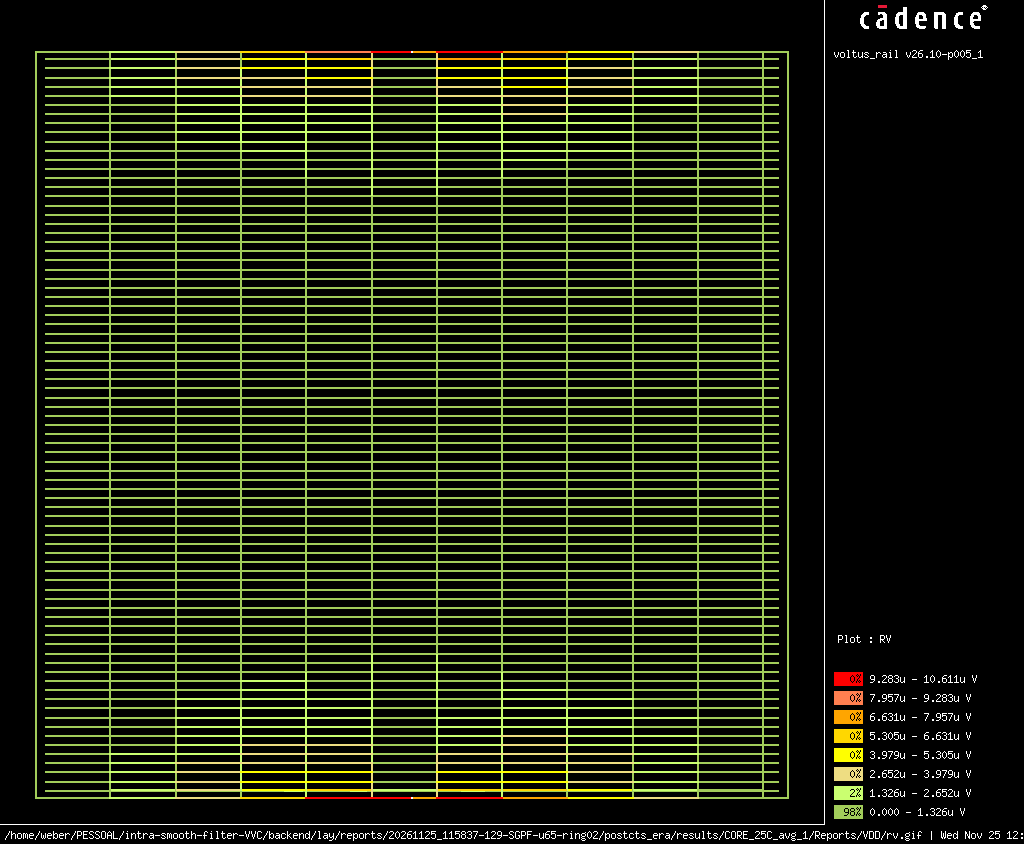 cādence®
voltus_rail v26.10-p005_1
Plot : RV
0% 9.283u - 10.611u V
0% 7.957u - 9.283u V
0% 6.631u - 7.957u V
0% 5.305u - 6.631u V
0% 3.979u - 5.305u V
0% 2.652u - 3.979u V
2% 1.326u - 2.652u V
98% 0.000 - 1.326u V
/home/weber/PESSOAL/intra-smooth-filter-VVC/backend/lay/reports/20261125_115837-129-SGPF-u65-ring02/postcts_era/results/CORE_25C_avg_1/Reports/VDD/rv.gif | Wed Nov 25 12: